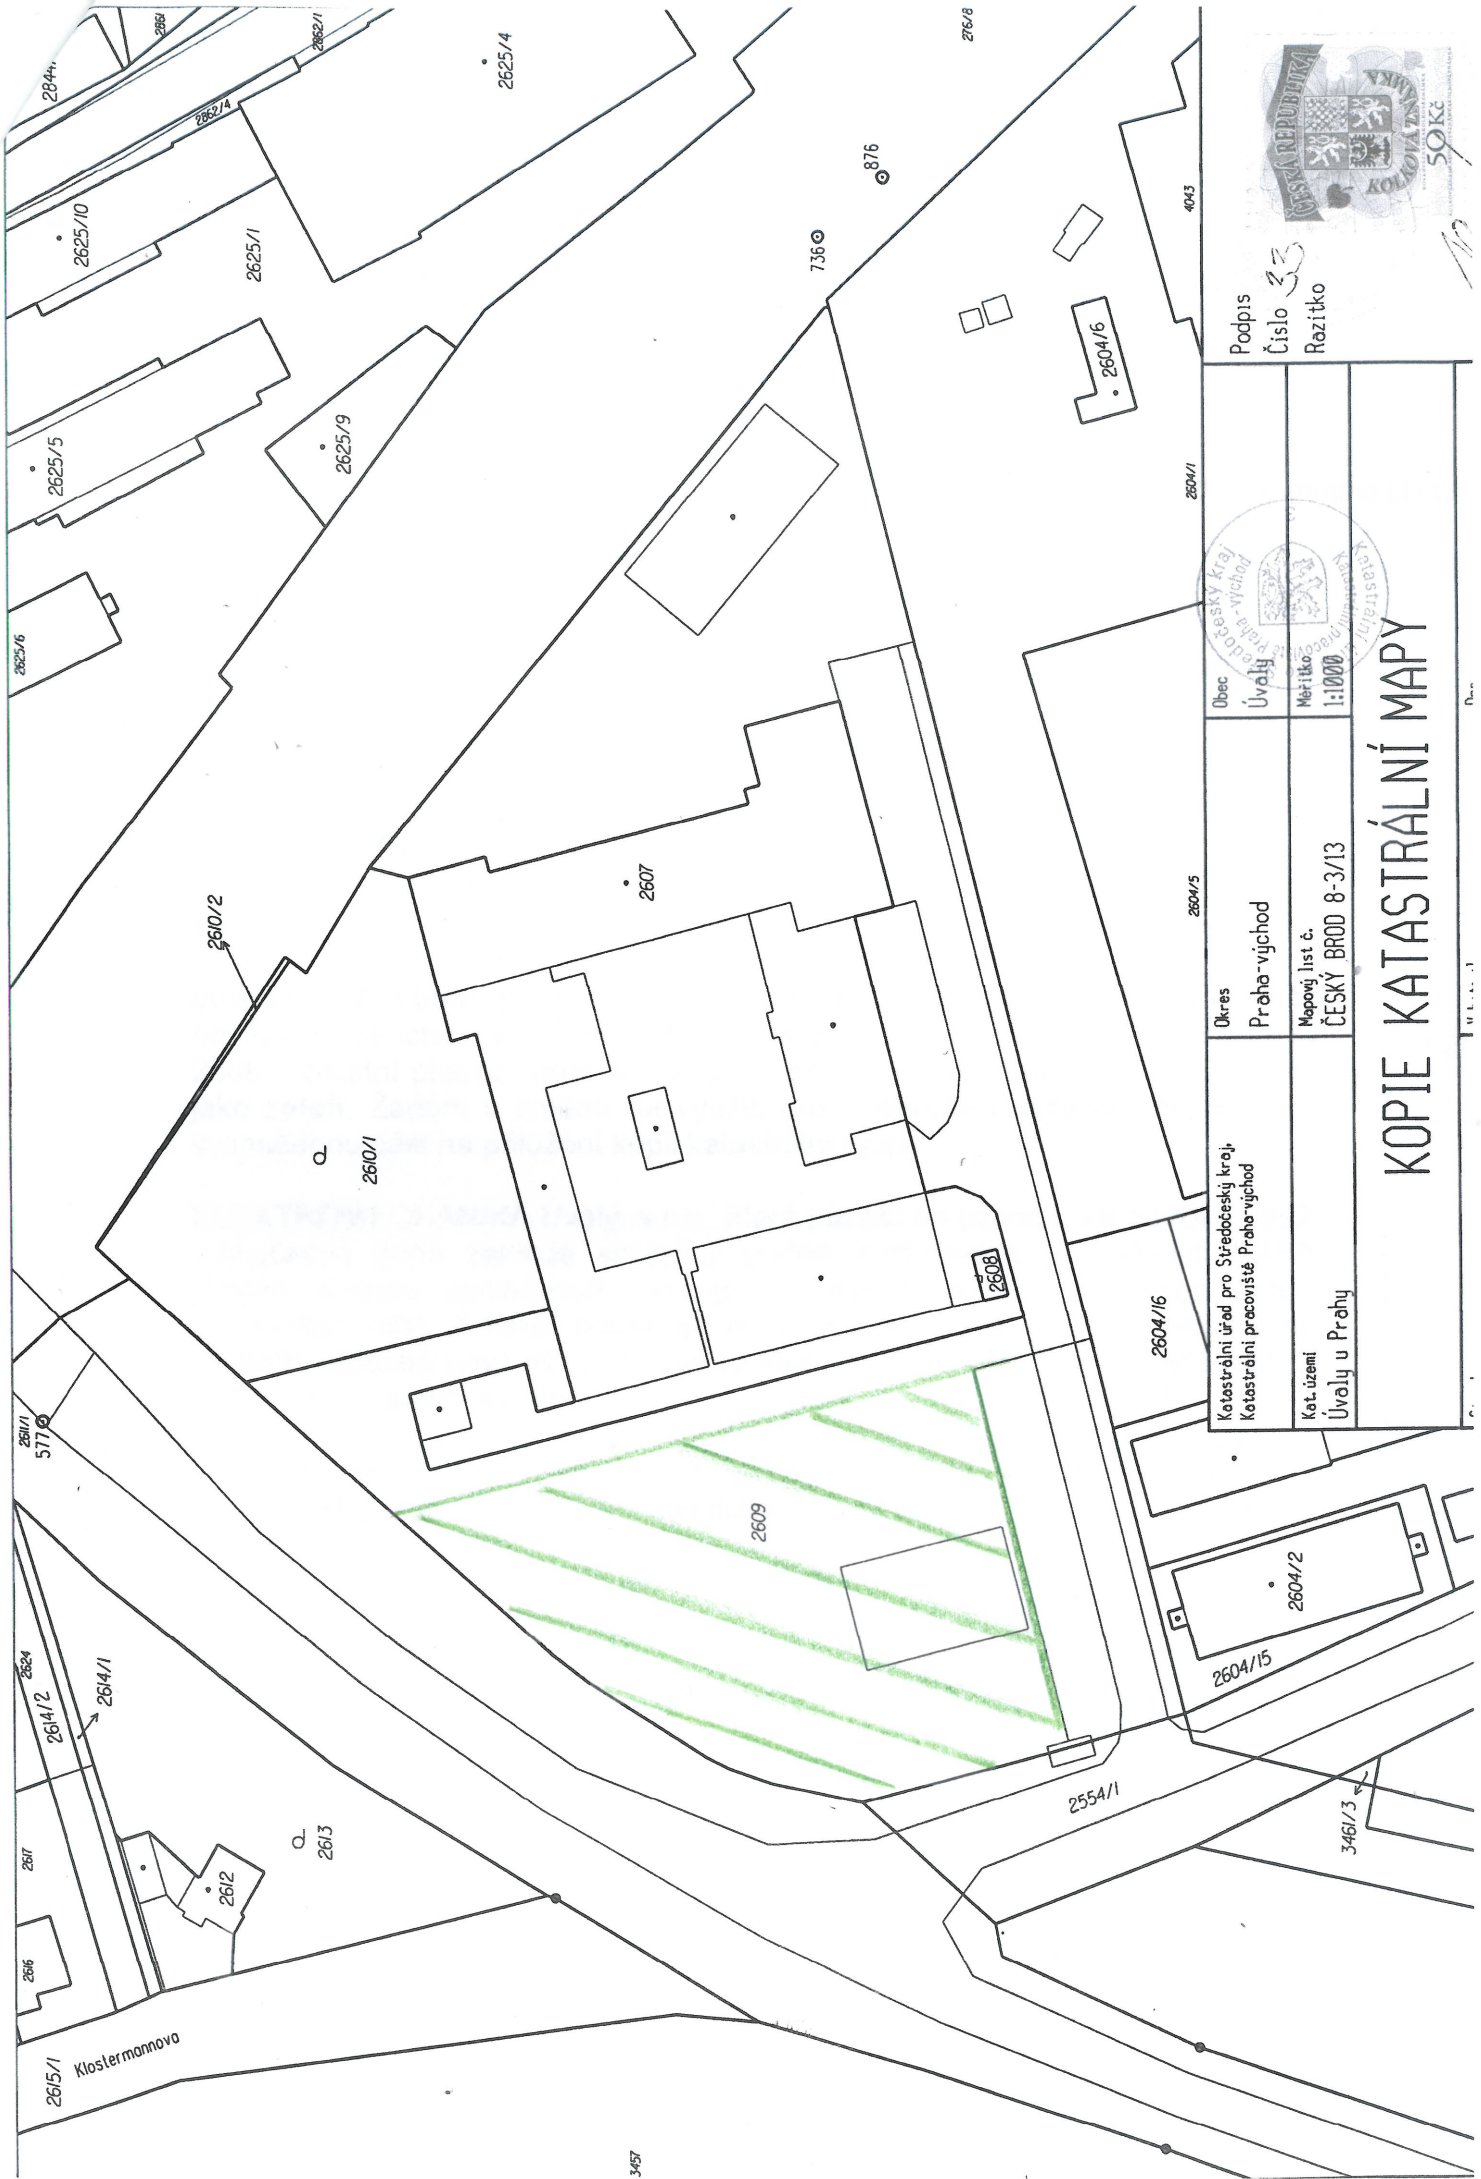 2844
2861
2862/1
2862/4
2625/4
276/8
2625/10
2625/1
876
736
4043
2625/5
2625/9
2604/6
2604/1
2625/6
2610/2
2607
2604/5
2610/1
2608
2604/16
2611/1
577
2609
2604/2
2624
2614/2
2614/1
2604/15
2617
2612
2613
2554/1
3461/3
2616
2615/1
Klostermannova
3457
Katastrální úřad pro Středočeský kraj,
Katastrální pracoviště Praha-východ
Okres
Praha-východ
Obec
Úvaly
Kat. území
Úvaly u Prahy
Mapový list č.
ČESKÝ BROD 8-3/13
Měřítko
1:1000
KOPIE KATASTRÁLNÍ MAPY
Podpis
Číslo 33
Razítko
ČESKÁ REPUBLIKA
KOLKOVÁ ZNÁMKA
50 Kč